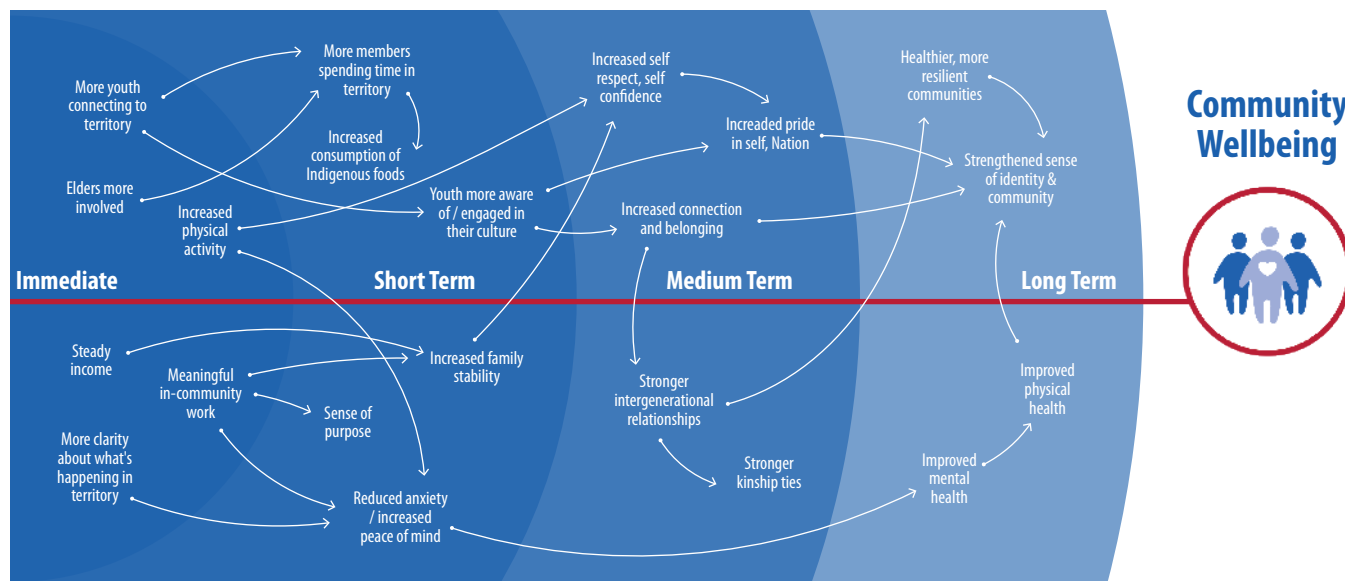 More youth
connecting to
territory
More members
spending time in
territory
Increased
consumption of
Indigenous foods
Elders more
involved
Increased
physical
activity
Youth more aware
of / engaged in
their culture
Increased self
respect, self
confidence
Increaded pride
in self, Nation
Increased connection
and belonging
Healthier, more
resilient
communities
Strengthened sense
of identity &
community
Community
Wellbeing
Immediate
Short Term
Medium Term
Long Term
Steady
income
Meaningful
in-community
work
More clarity
about what's
happening in
territory
Increased family
stability
Sense of
purpose
Reduced anxiety
/ increased
peace of mind
Stronger
intergenerational
relationships
Stronger
kinship ties
Improved
physical
health
Improved
mental
health